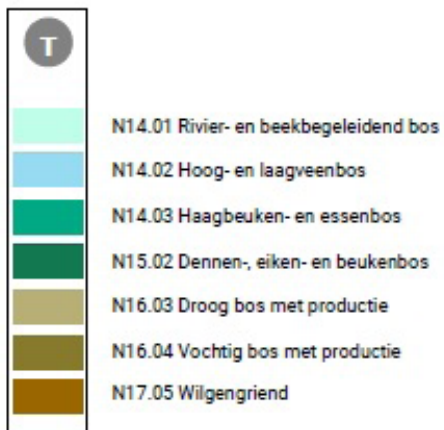 T
N14.01 Rivier- en beekbegeleidend bos
N14.02 Hoog- en laagveenbos
N14.03 Haagbeuken- en essenbos
N15.02 Dennen-, eiken- en beukenbos
N16.03 Droog bos met productie
N16.04 Vochtig bos met productie
N17.05 Wilgengriend